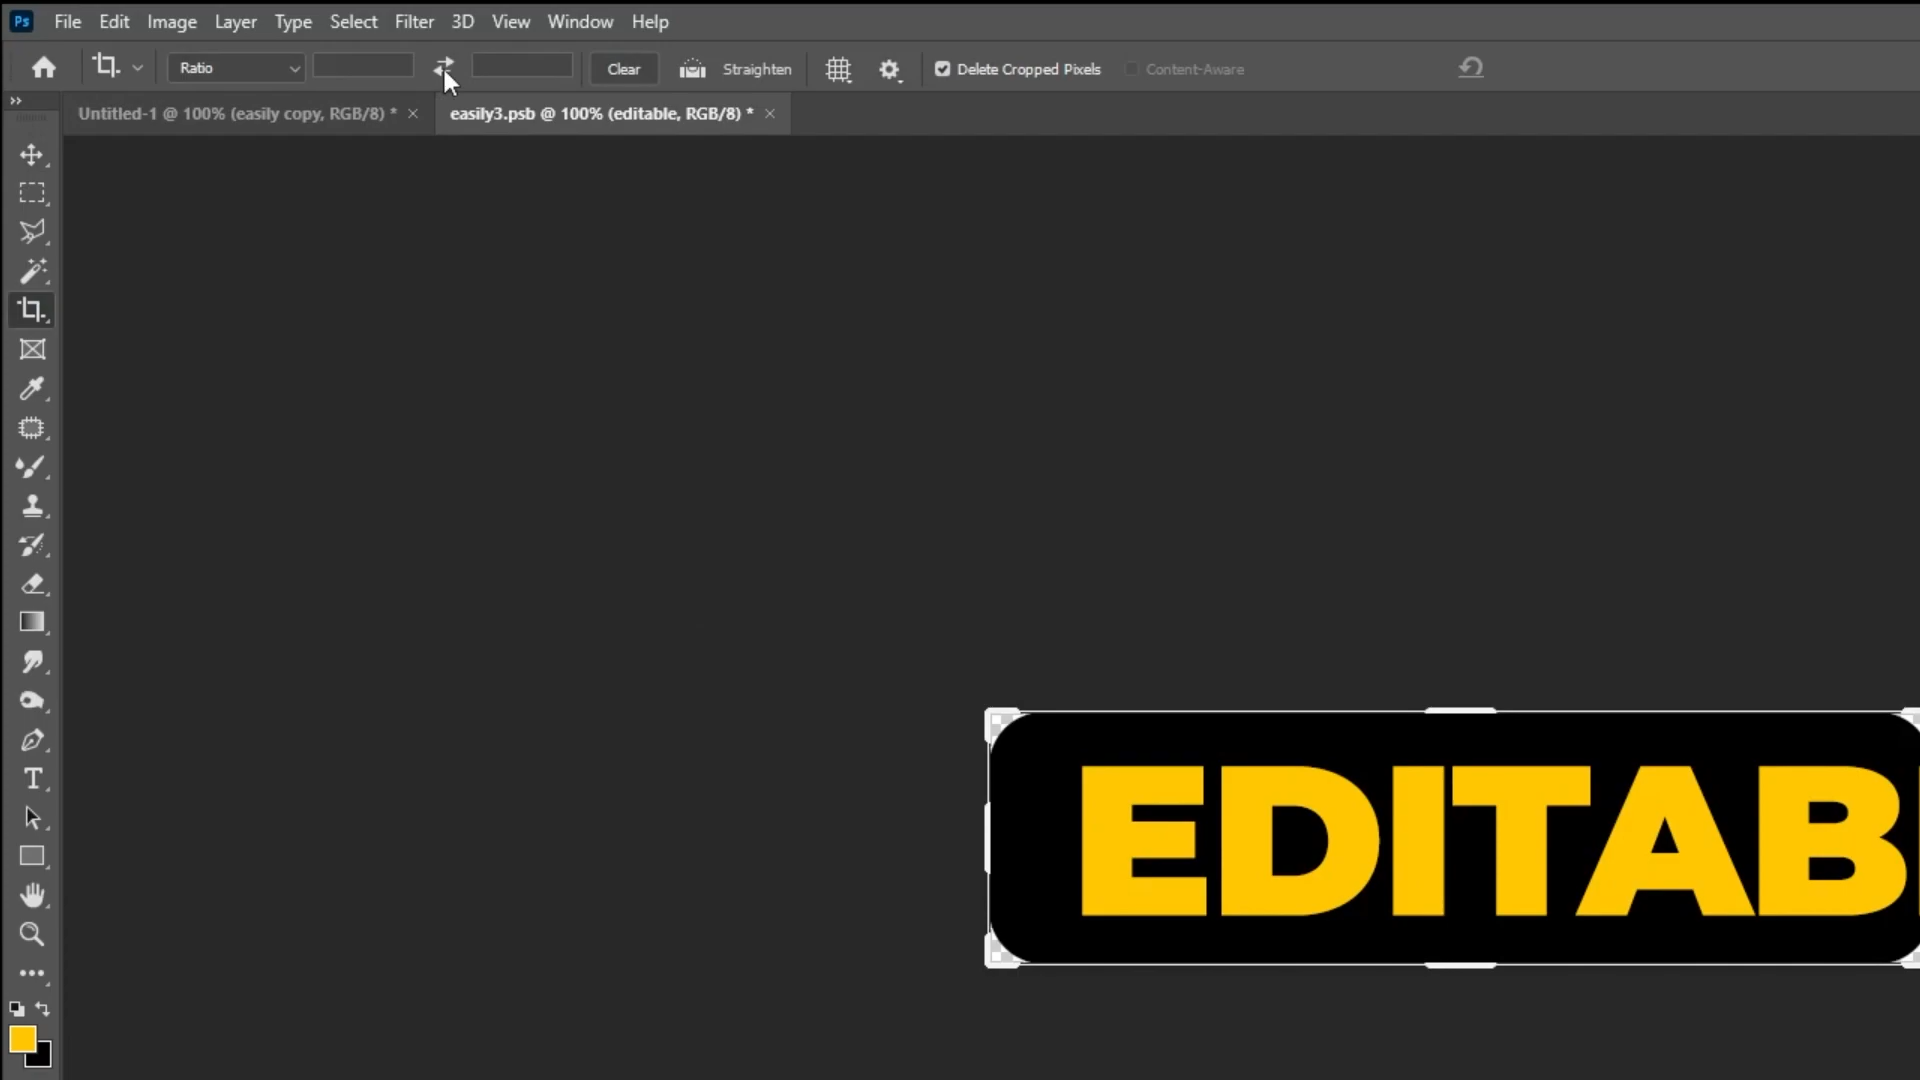 Ps File Edit Image Layer Type Select Filter 3D View Window Help
Ratio Clear Straighten Delete Cropped Pixels Content-Aware
Untitled-1 @ 100% (easily copy, RGB/8) * × easily3.psb @ 100% (editable, RGB/8) * ×
EDITAB